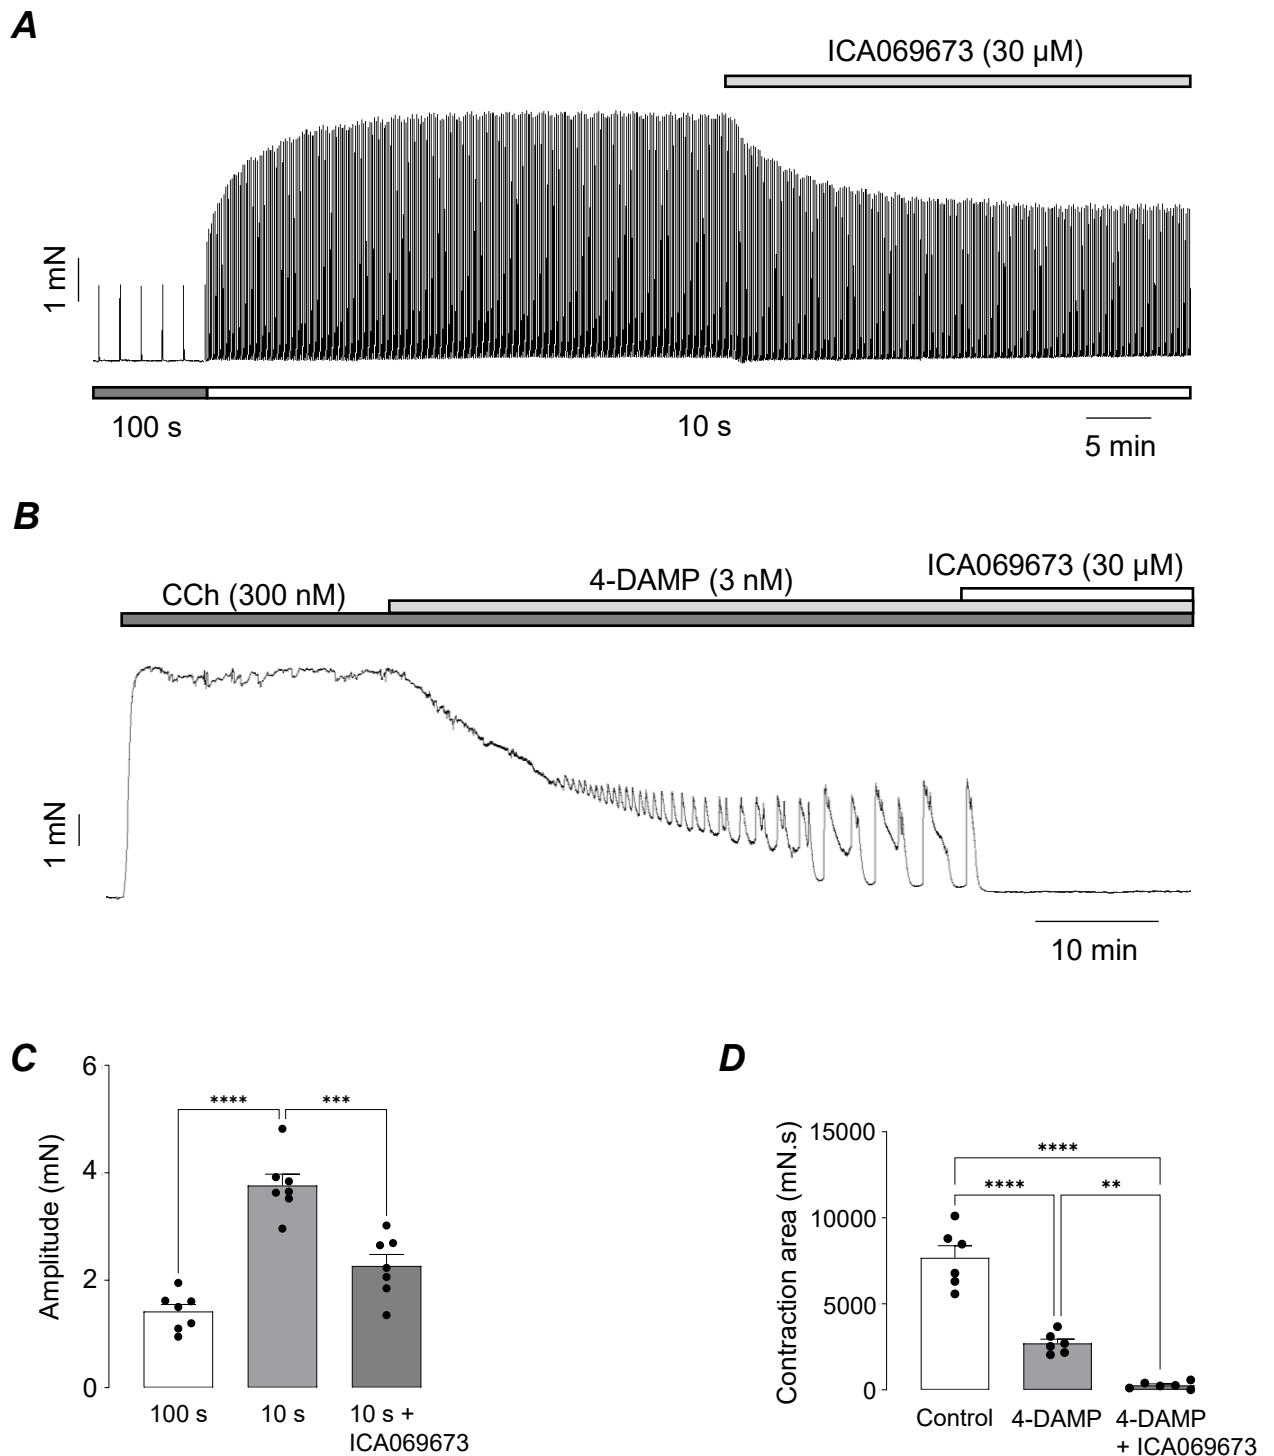 A
ICA069673 (30 µM)
1 mN
100 s
10 s
5 min
B
CCh (300 nM)
4-DAMP (3 nM)
ICA069673 (30 µM)
1 mN
10 min
C
Amplitude (mN)
6
4
2
0
****
***
100 s
10 s
10 s +
ICA069673
D
Contraction area (mN.s)
15000
10000
5000
0
****
****
**
Control
4-DAMP
4-DAMP
+ ICA069673